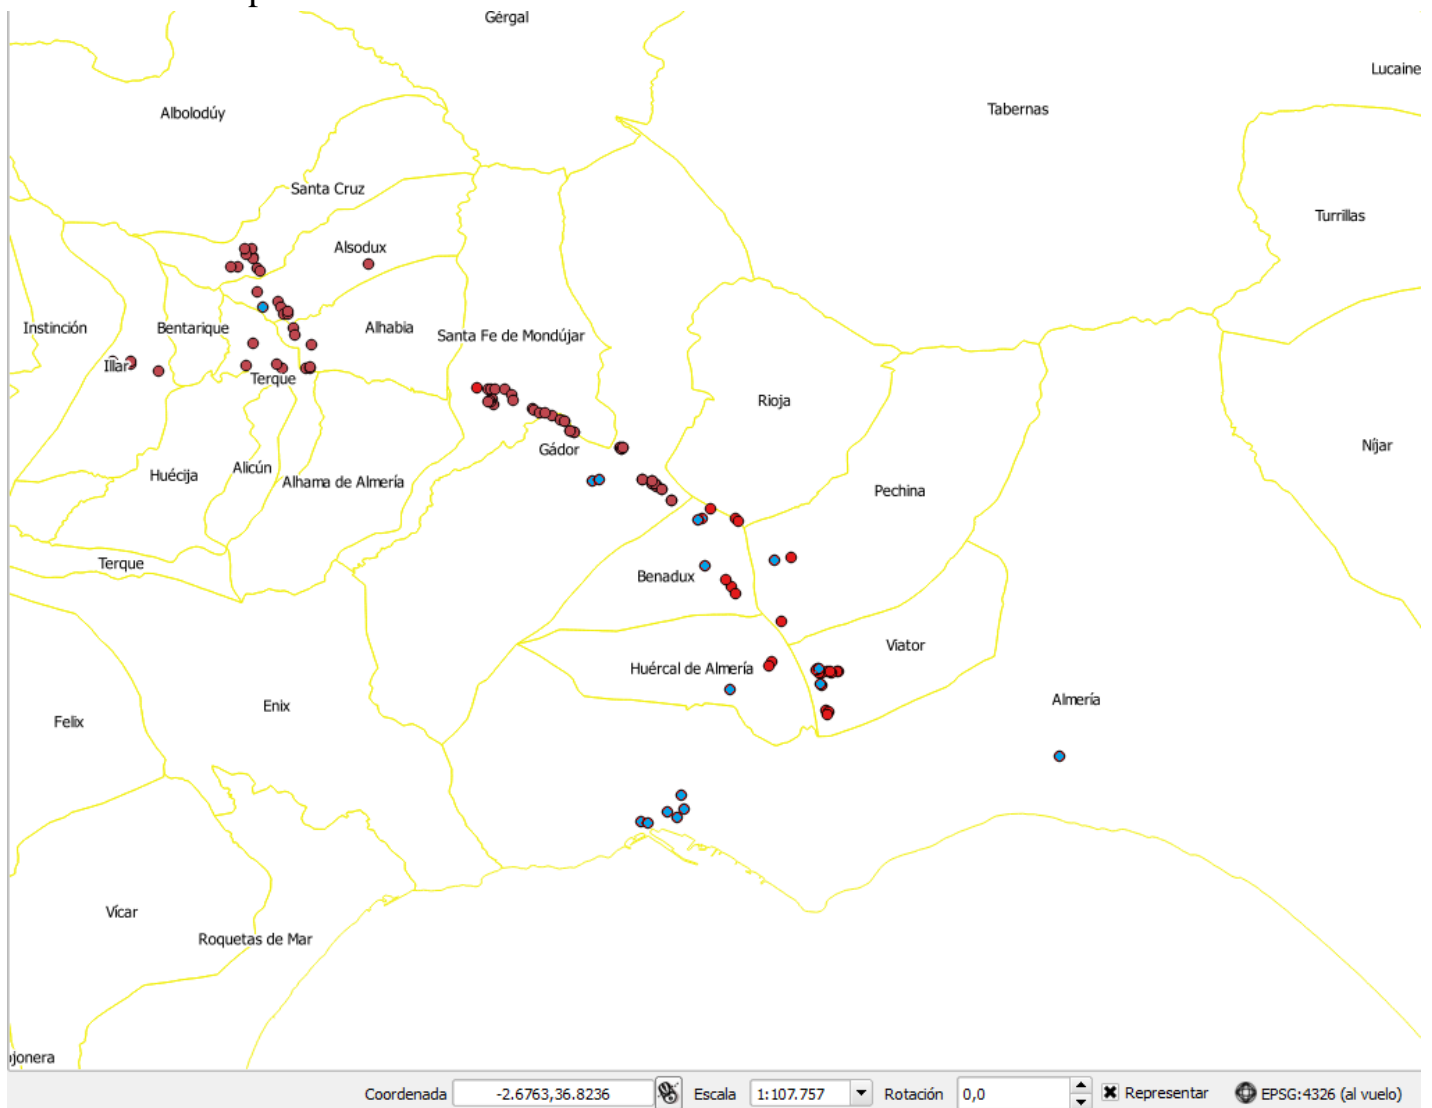 Gérgal
Lucaine
Tabernas
Albolodúy
Santa Cruz
Turrillas
Alsodux
Instinción
Bentarique
Alhabia
Santa Fe de Mondújar
Illar
Terque
Rioja
Níjar
Gádor
Huécija
Alicún
Alhama de Almería
Pechina
Terque
Benadux
Viator
Huércal de Almería
Almería
Enix
Felix
Vícar
Roquetas de Mar
ojonera
Coordenada -2.6763,36.8236 Escala 1:107.757 Rotación 0,0 Representar EPSG:4326 (al vuelo)